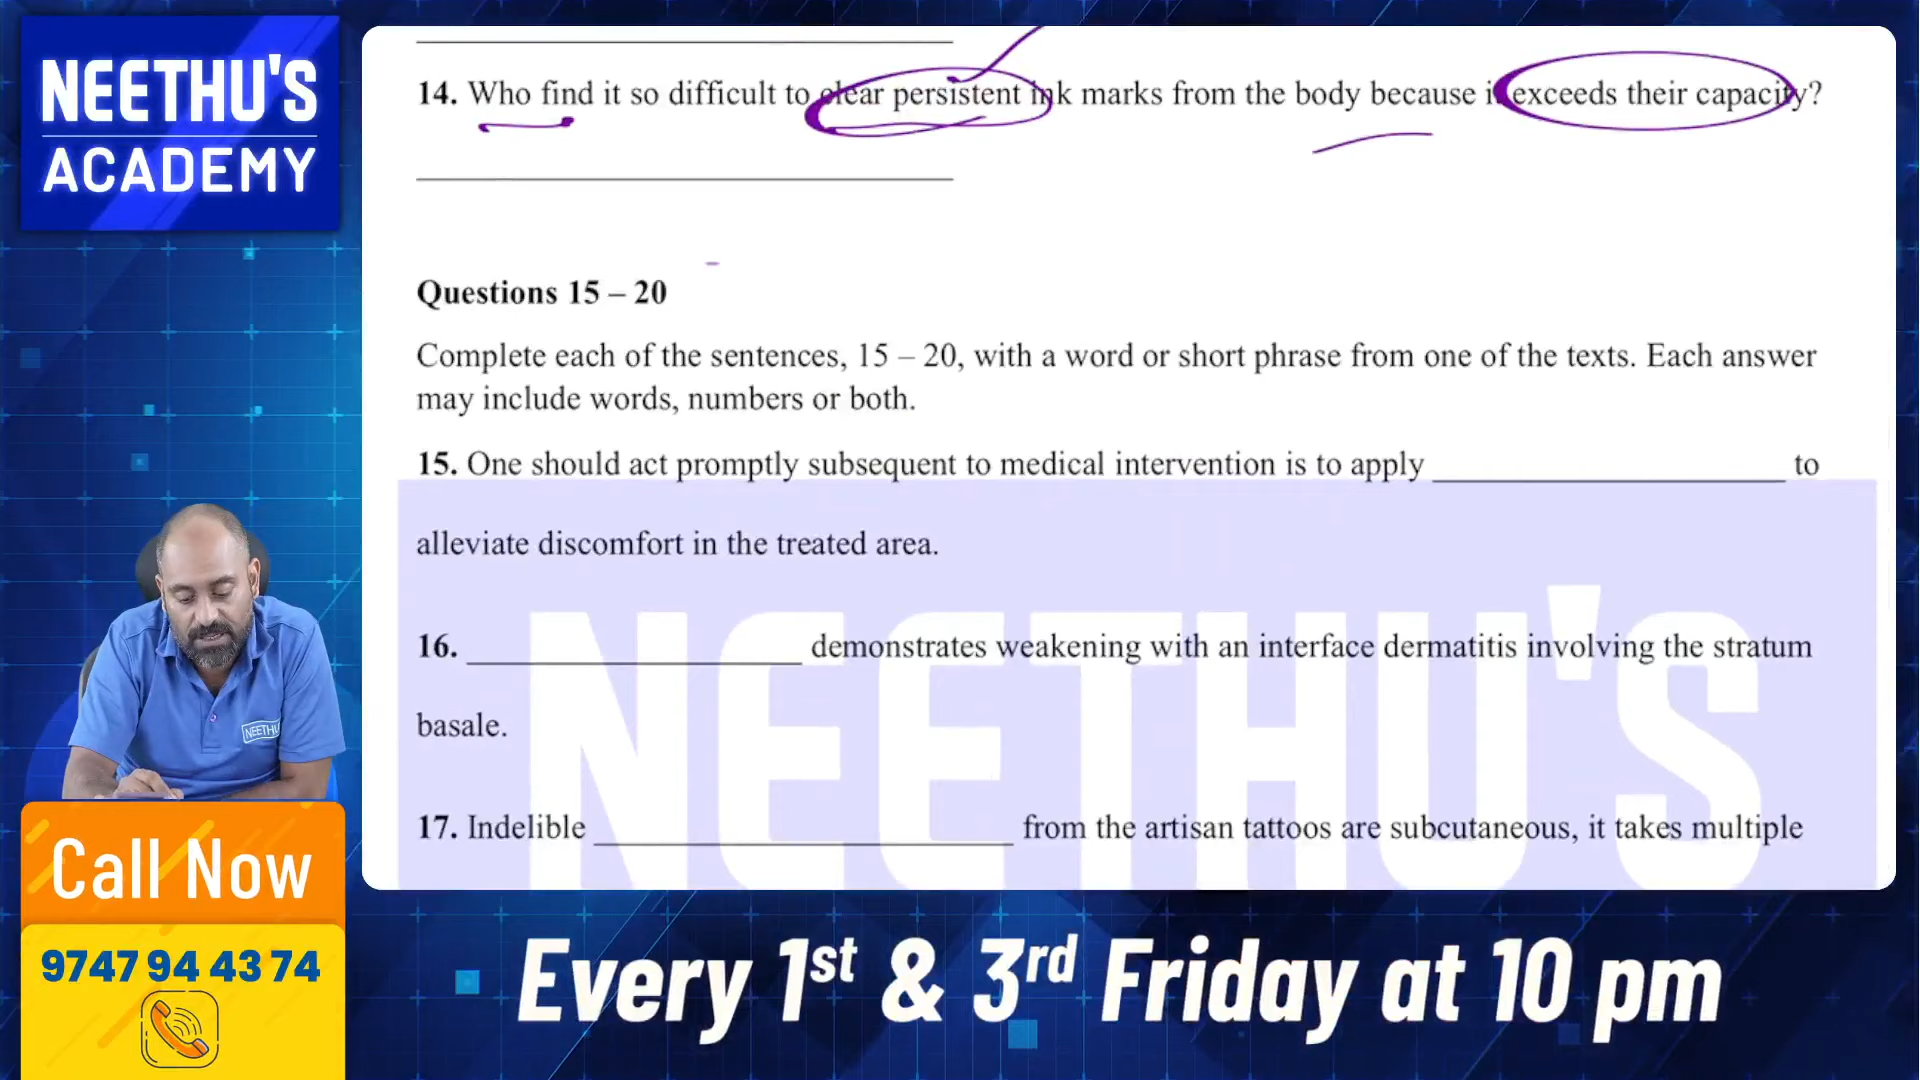 NEETHU'S
ACADEMY
14. Who find it so difficult to clear persistent ink marks from the body because it exceeds their capacity?
Questions 15 – 20
Complete each of the sentences, 15 – 20, with a word or short phrase from one of the texts. Each answer
may include words, numbers or both.
15. One should act promptly subsequent to medical intervention is to apply ______________________ to
alleviate discomfort in the treated area.
16. ____________________ demonstrates weakening with an interface dermatitis involving the stratum
basale.
17. Indelible __________________________ from the artisan tattoos are subcutaneous, it takes multiple
NEETHU'S
NEETHU
Call Now
9747 94 43 74
Every 1st & 3rd Friday at 10 pm